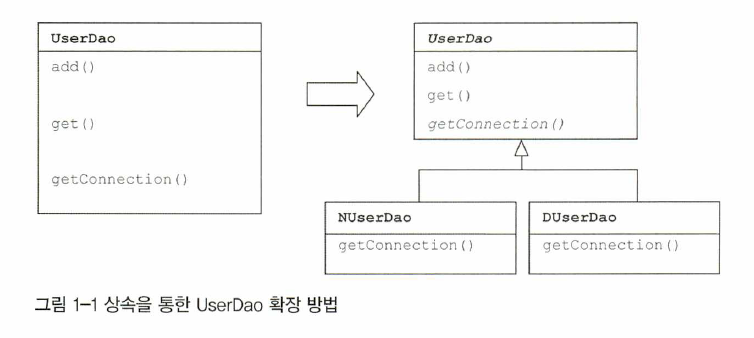 UserDao
add()
get()
getConnection()
UserDao
add()
get()
getConnection()
NUserDao
getConnection()
DUserDao
getConnection()
그림 1-1 상속을 통한 UserDao 확장 방법